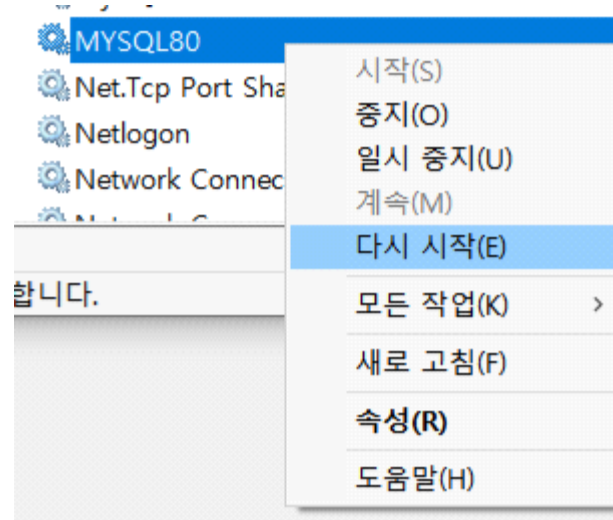 MYSQL80
Net.Tcp Port Sha
Netlogon
Network Connec
합니다.
시작(S)
중지(O)
일시 중지(U)
계속(M)
다시 시작(E)
모든 작업(K)
새로 고침(F)
속성(R)
도움말(H)